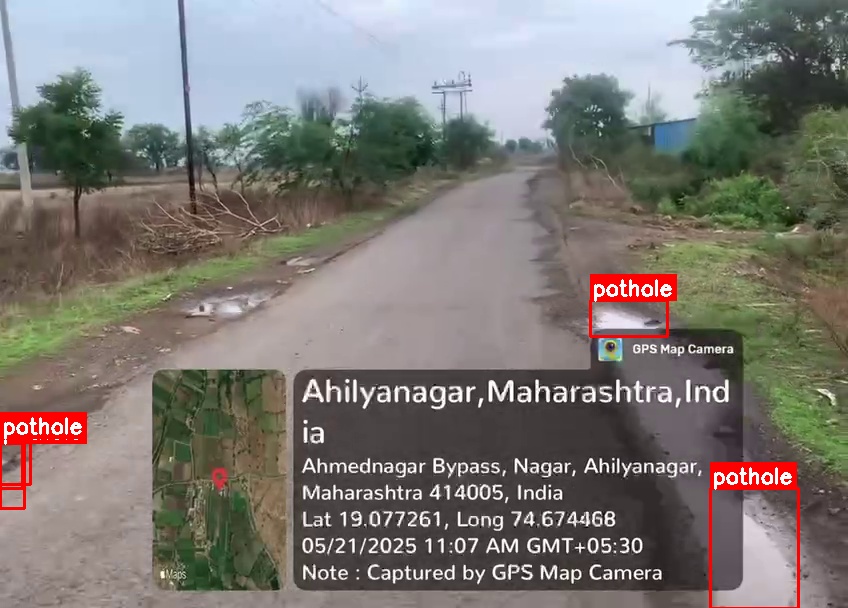 pothole
GPS Map Camera
Ahilyanagar,Maharashtra,Ind
ia
pothole
Ahmednagar Bypass, Nagar, Ahilyanagar,
Maharashtra 414005, India
pothole
Lat 19.077261, Long 74.674468
05/21/2025 11:07 AM GMT+05:30
Note : Captured by GPS Map Camera
Maps